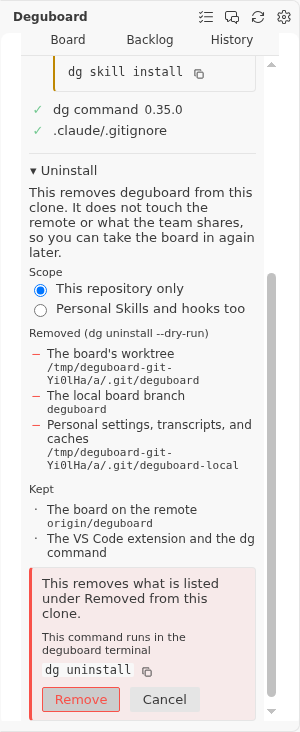 Deguboard
Board Backlog History
dg skill install
✓ dg command 0.35.0
✓ .claude/.gitignore
▾ Uninstall
This removes deguboard from this
clone. It does not touch the
remote or what the team shares,
so you can take the board in again
later.
Scope
This repository only
Personal Skills and hooks too
Removed (dg uninstall --dry-run)
– The board's worktree
/tmp/deguboard-git-
Yi0lHa/a/.git/deguboard
– The local board branch
deguboard
– Personal settings, transcripts, and
caches
/tmp/deguboard-git-
Yi0lHa/a/.git/deguboard-local
Kept
· The board on the remote
origin/deguboard
· The VS Code extension and the dg
command
This removes what is listed
under Removed from this
clone.
This command runs in the
deguboard terminal
dg uninstall
Remove Cancel